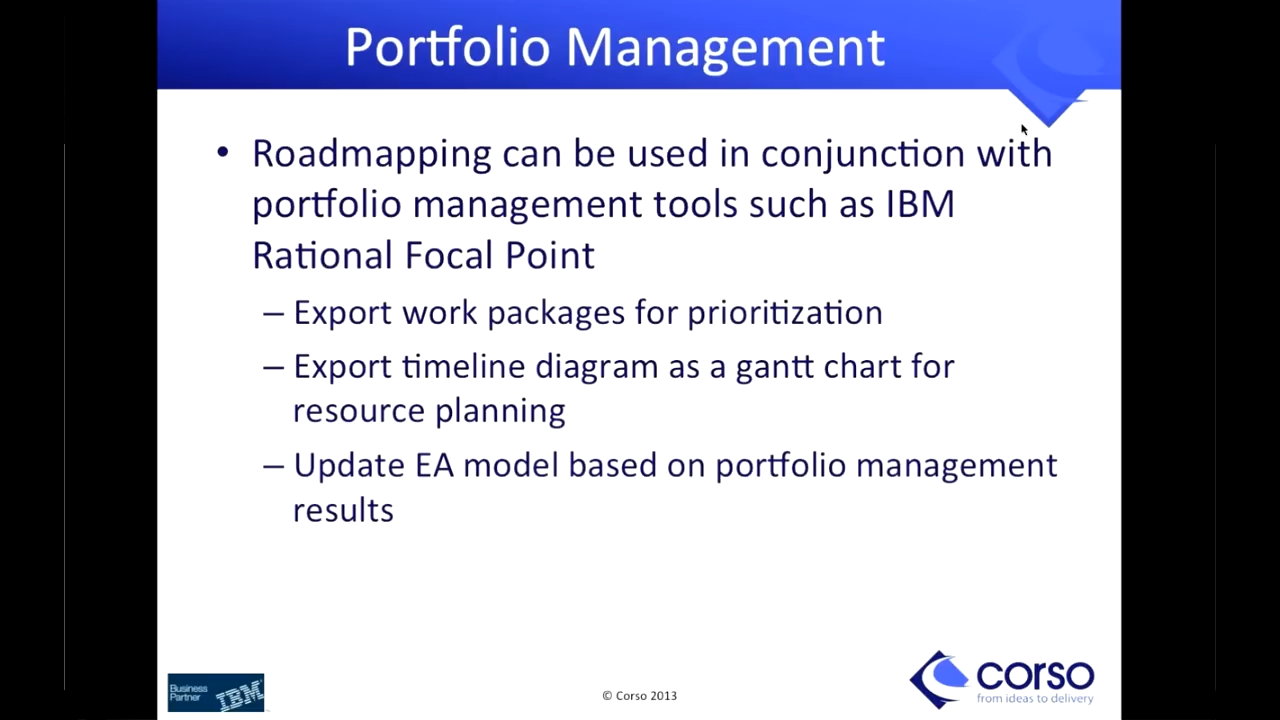 Portfolio Management
• Roadmapping can be used in conjunction with
portfolio management tools such as IBM
Rational Focal Point
– Export work packages for prioritization
– Export timeline diagram as a gantt chart for
resource planning
– Update EA model based on portfolio management
results
Business
Partner
IBM
© Corso 2013
corso
from ideas to delivery